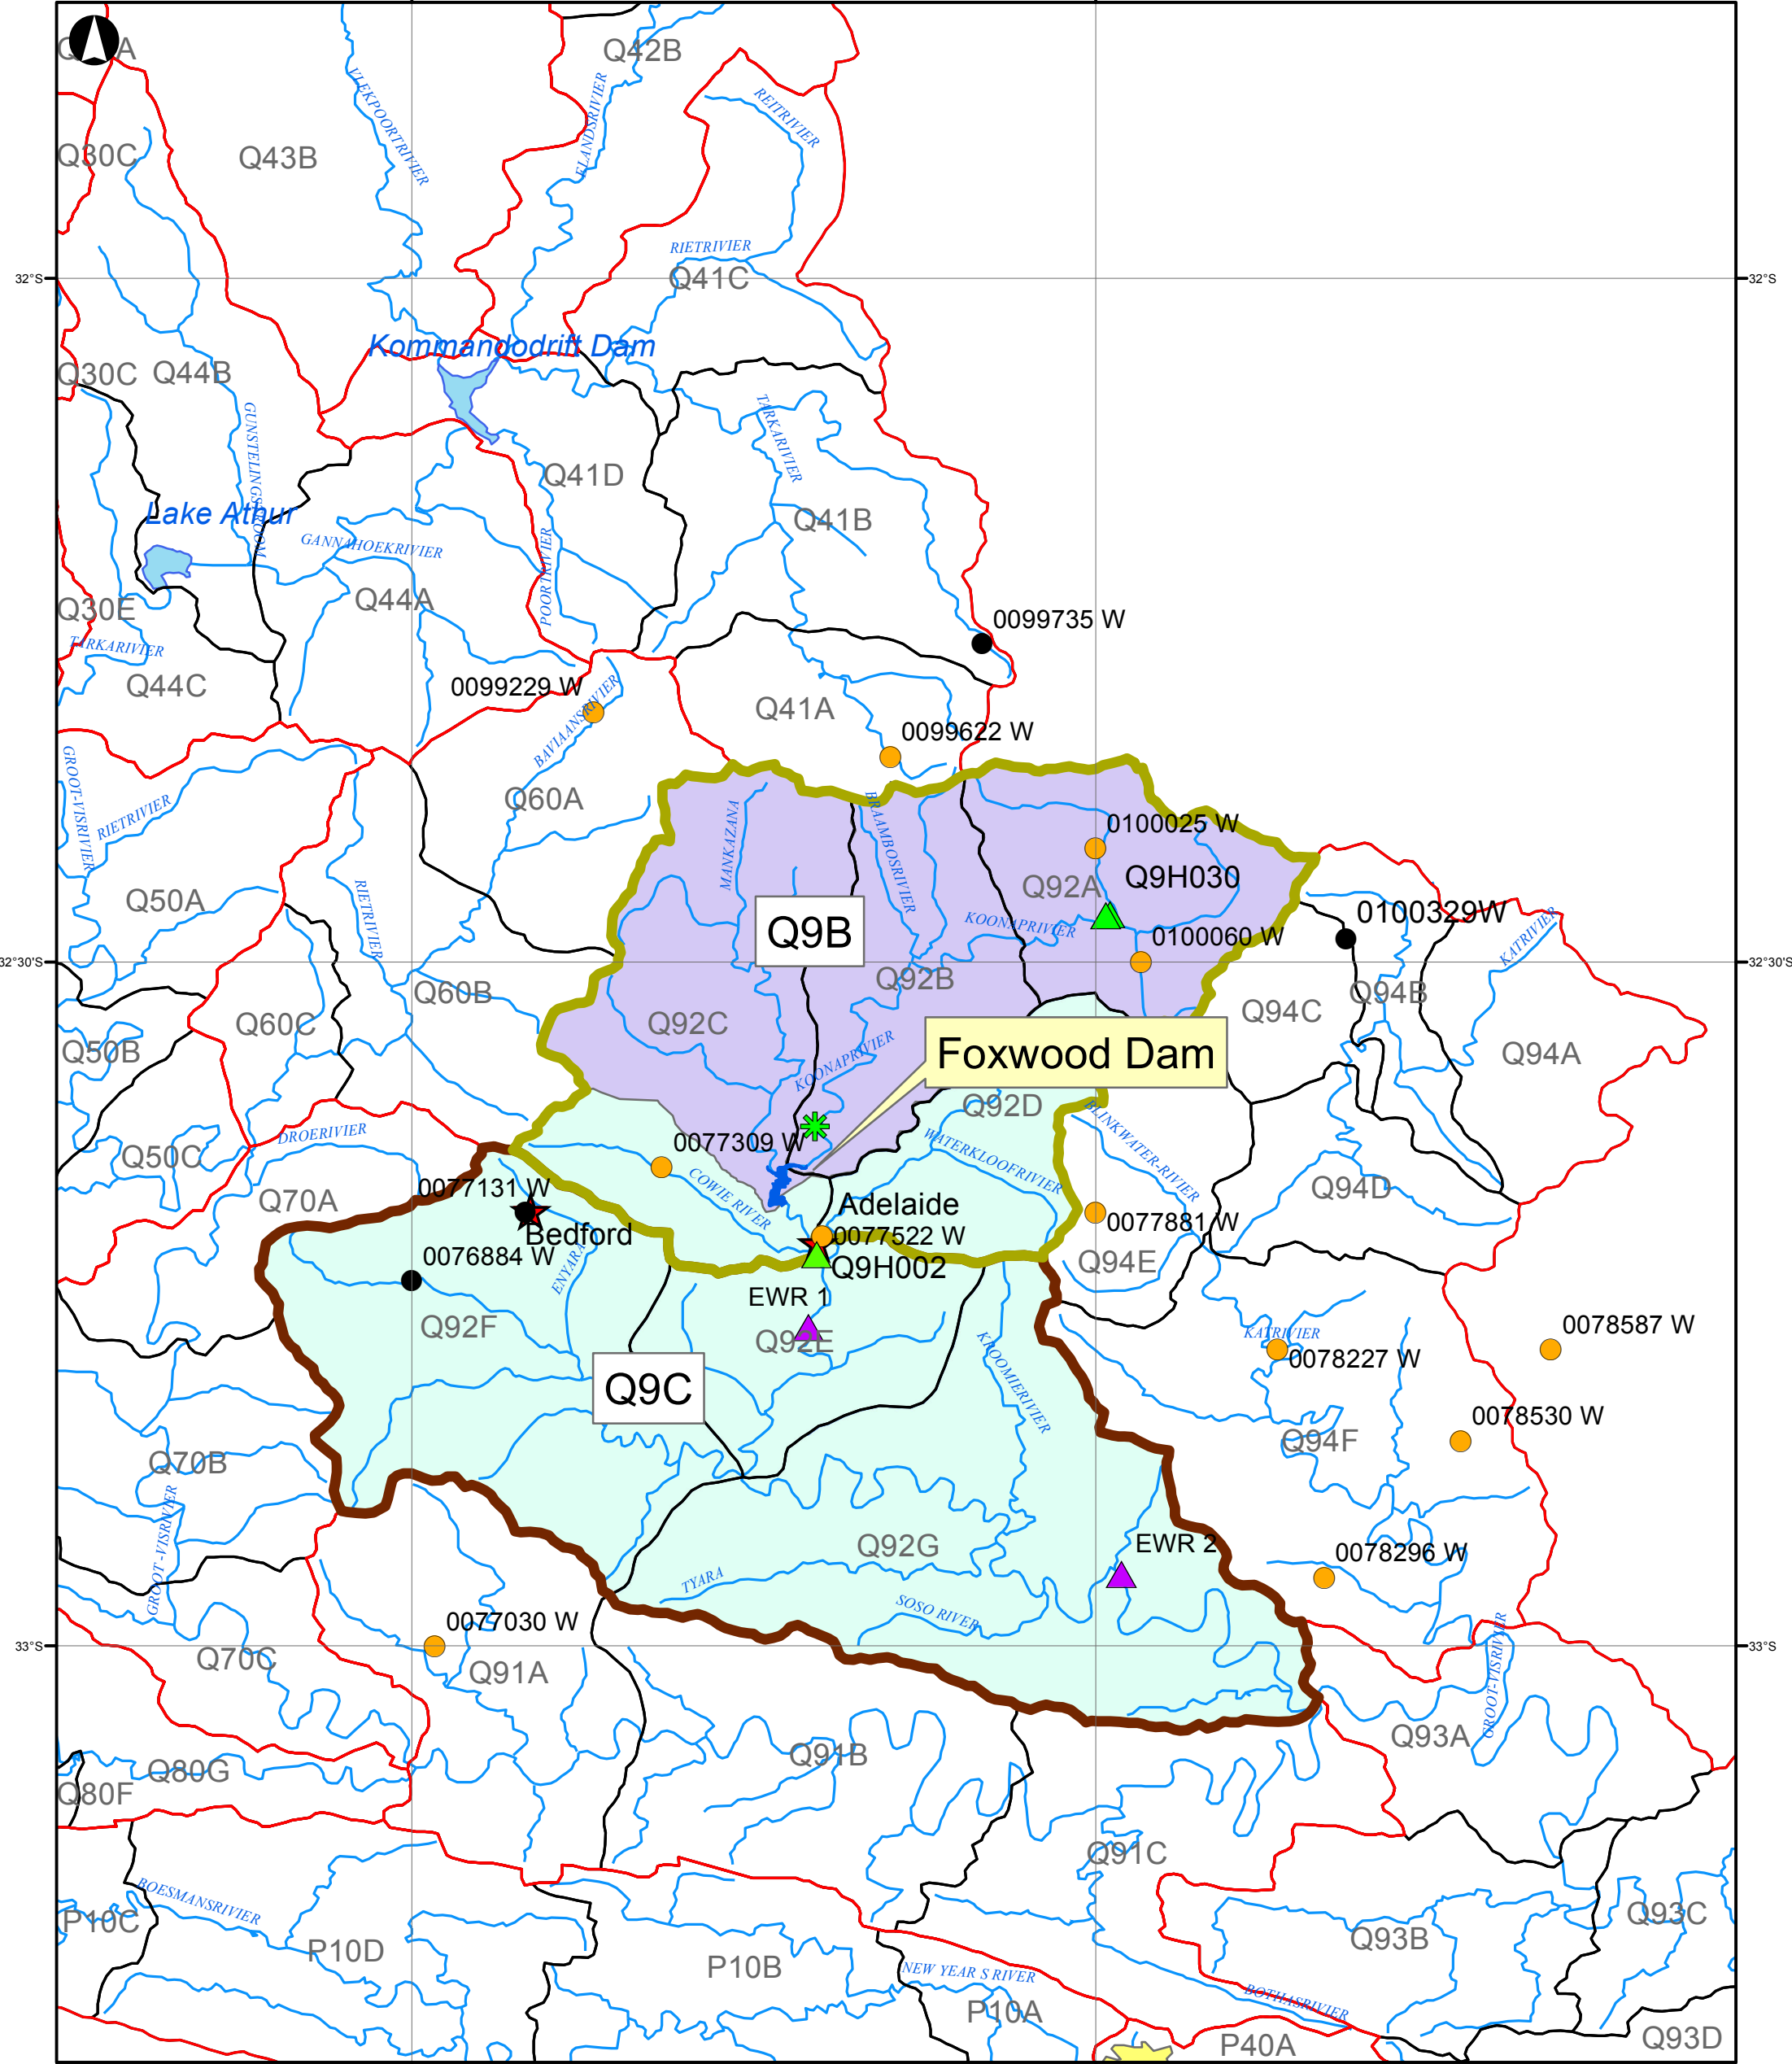 Q42B
VLEKPOORTRIVIER
ELANDSRIVIER
REITRIVIER
Q30C
Q43B
RIETRIVIER
Q41C
32°S
32°S
Kommandodrift Dam
Q30C
Q44B
TARKARIVIER
GUNSTELINGSTROOM
Q41D
Lake Athur
Q41B
GANNAHOEKRIVIER
POORTRIVIER
Q44A
Q30E
0099735 W
TARKARIVIER
Q44C
0099229 W
BAVIAANSRIVIER
Q41A
0099622 W
GROOT-VISRIVIER
RIETRIVIER
Q60A
MANKAZANA
BRAAMBOSRIVIER
0100025 W
Q50A
RIETRIVIER
Q92A
Q9H030
0100329W
KATRIVIER
Q9B
KOONAPRIVIER
0100060 W
32°30'S
32°30'S
Q60B
Q92B
Q94B
Q60C
Q92C
Q94C
Q50B
KOONAPRIVIER
Foxwood Dam
Q94A
Q92D
BLINKWATER-RIVIER
DROERIVIER
0077309 W
WATERKLOOFRIVIER
Q50C
COWIE RIVER
Q70A
0077131 W
Q94D
Adelaide
Bedford
0077522 W
0077881 W
0076884 W
ENYARA
Q9H002
Q94E
EWR 1
Q92F
Q92E
KROOMIERIVIER
KATRIVIER
0078587 W
0078227 W
Q9C
0078530 W
Q94F
Q70B
GROOT-VISRIVIER
Q92G
EWR 2
0078296 W
TYARA
SOSO RIVER
0077030 W
33°S
33°S
Q70C
Q91A
GROOT-VISRIVIER
Q93A
Q91B
Q80G
Q80F
Q91C
BOESMANSRIVIER
P10C
Q93C
P10D
Q93B
P10B
NEW YEAR S RIVER
P10A
BOTHASRIVIER
P40A
Q93D